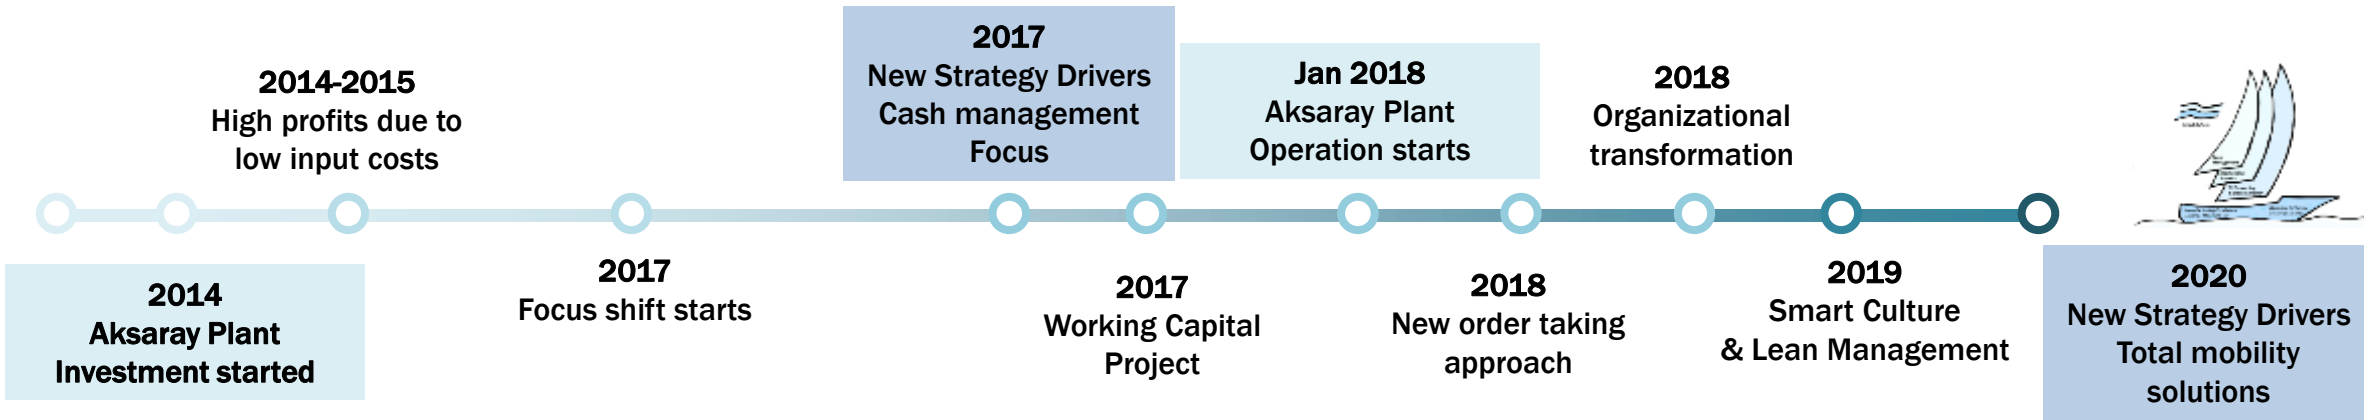 2014
Aksaray Plant
Investment started
2014-2015
High profits due to
low input costs
2017
Focus shift starts
2017
New Strategy Drivers
Cash management
Focus
2017
Working Capital
Project
Jan 2018
Aksaray Plant
Operation starts
2018
New order taking
approach
2018
Organizational
transformation
2019
Smart Culture
& Lean Management
2020
New Strategy Drivers
Total mobility
solutions